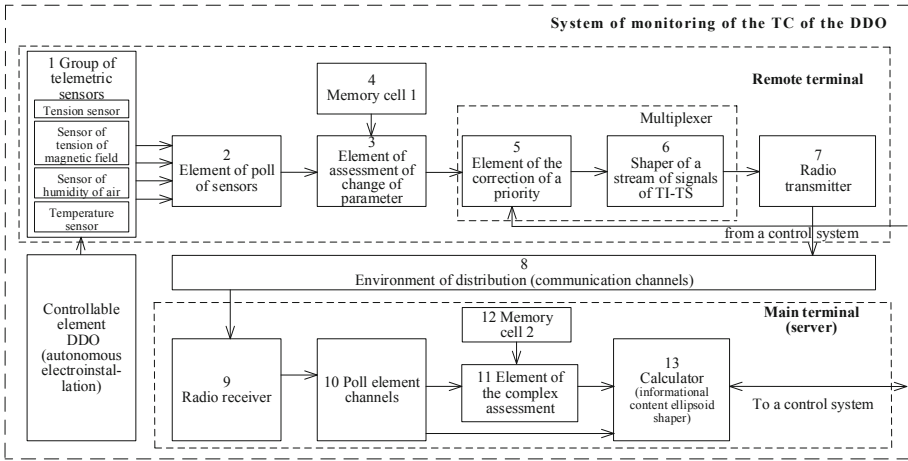 System of monitoring of the TC of the DDO
Remote terminal
1 Group of
telemetric
sensors
Tension sensor
Sensor of
tension of
magnetic field
Sensor of
humidity of air
Temperature
sensor
2
Element of poll
of sensors
4
Memory cell 1
3
Element of
assessment of
change of
parameter
Multiplexer
5
Element of the
correction of a
priority
6
Shaper of a
stream of signals
of TI-TS
7
Radio
transmitter
from a control system
8
Environment of distribution (communication channels)
Controllable
element
DDO
(autonomous
electroinstal-
lation)
Main terminal
(server)
9
Radio receiver
10 Poll element
channels
12 Memory
cell 2
11 Element of
the complex
assessment
13
Calculator
(informational
content ellipsoid
shaper)
To a control system